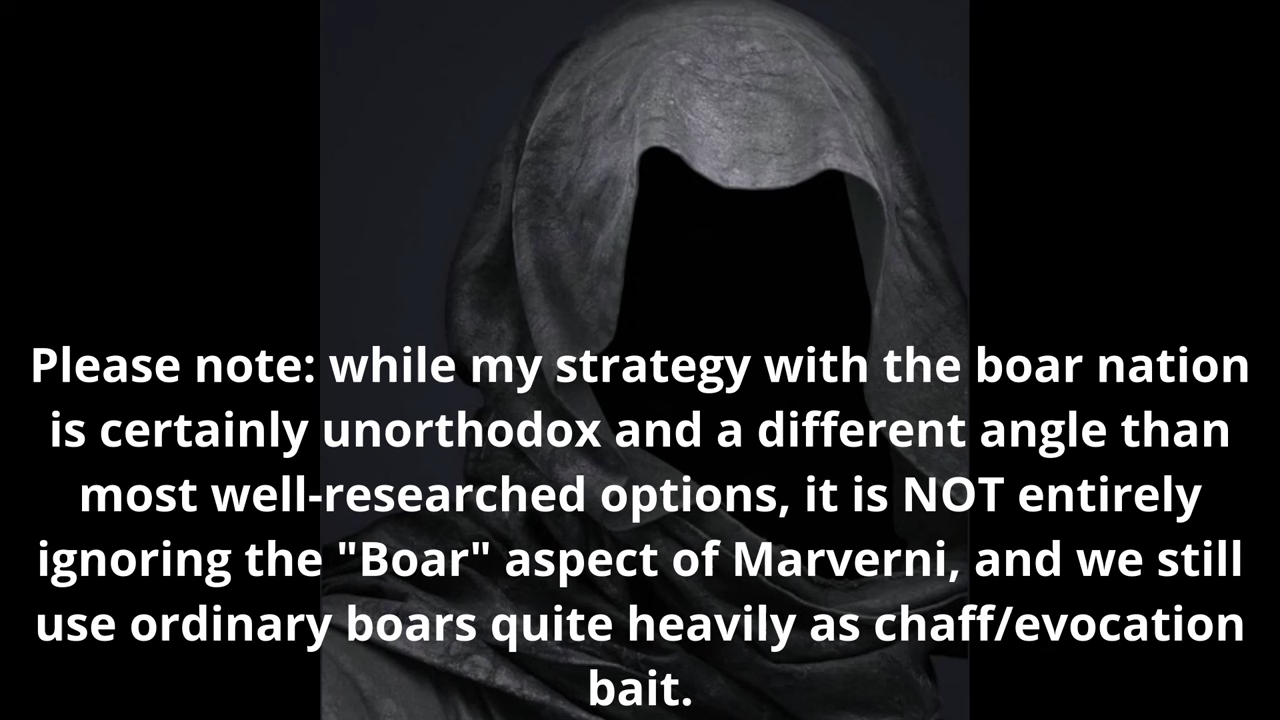 Please note: while my strategy with the boar nation
is certainly unorthodox and a different angle than
most well-researched options, it is NOT entirely
ignoring the "Boar" aspect of Marverni, and we still
use ordinary boars quite heavily as chaff/evocation
bait.